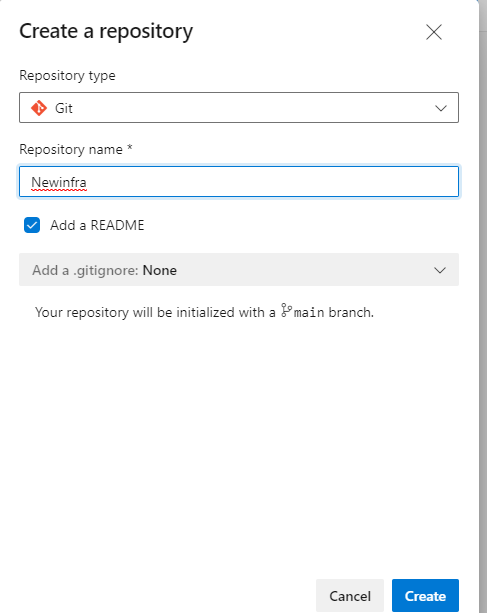 Create a repository
Repository type
Git
Repository name *
Newinfra
Add a README
Add a .gitignore: None
Your repository will be initialized with a main branch.
Cancel Create